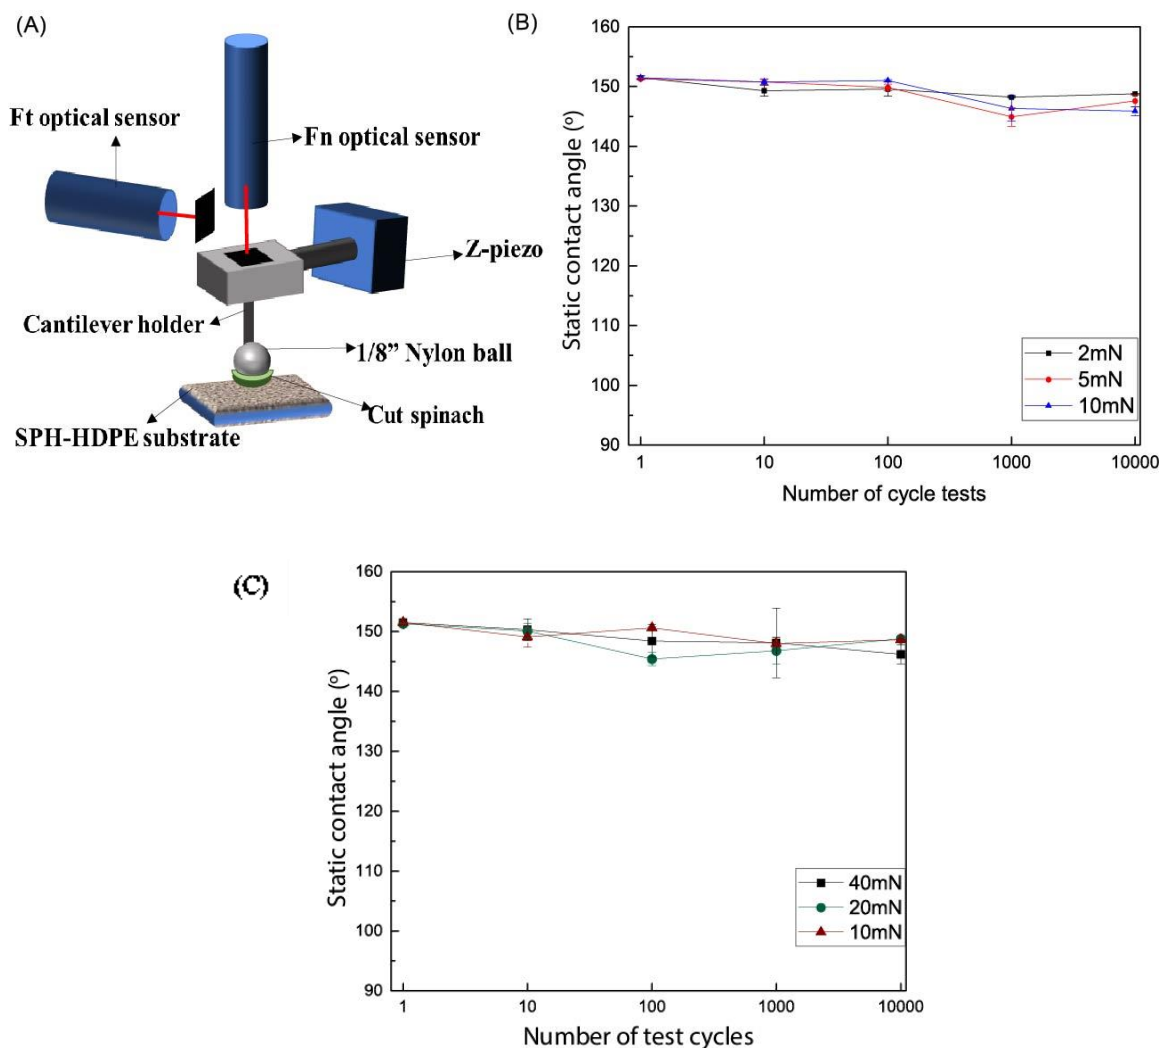 (A)
Ft optical sensor
Fn optical sensor
Z-piezo
Cantilever holder
1/8” Nylon ball
Cut spinach
SPH-HDPE substrate
(B)
Static contact angle (º)
160
150
140
130
120
110
100
90
2mN
5mN
10mN
1 10 100 1000 10000
Number of cycle tests
(C)
Static contact angle (º)
160
150
140
130
120
110
100
90
40mN
20mN
10mN
1 10 100 1000 10000
Number of test cycles